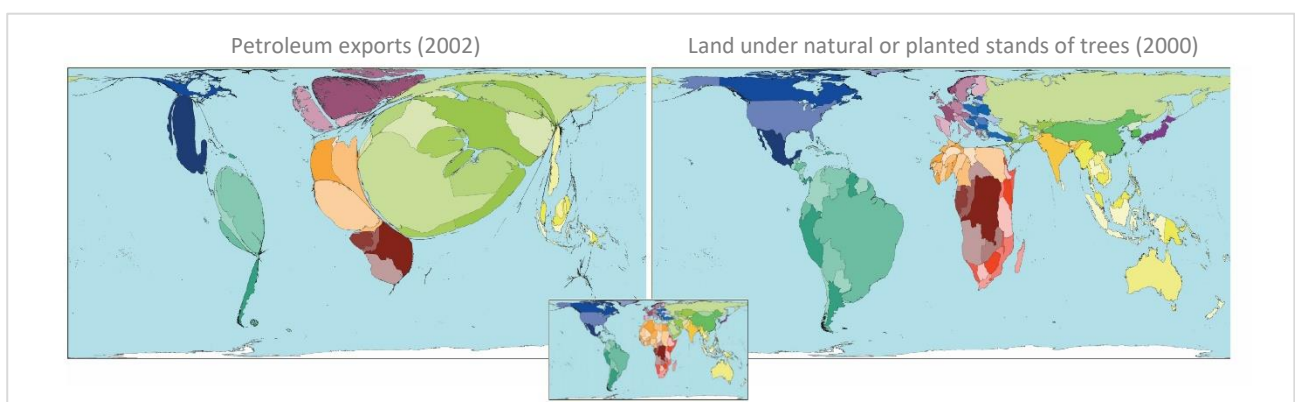 Petroleum exports (2002)
Land under natural or planted stands of trees (2000)